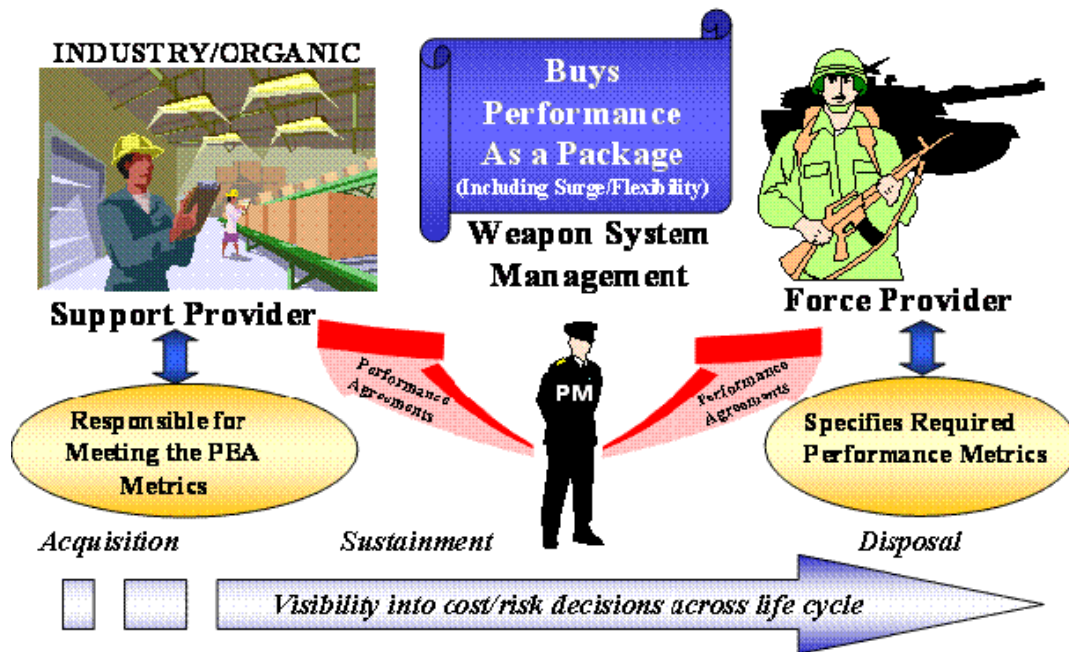 INDUSTRY/ORGANIC
Buys
Performance
As a Package
(Including Surge/Flexibility)
Weapon System
Management
Support Provider
Force Provider
Performance
Agreements
PM
Performance
Agreements
Responsible for
Meeting the PBA
Metrics
Specifies Required
Performance Metrics
Acquisition
Sustainment
Disposal
Visibility into cost/risk decisions across life cycle